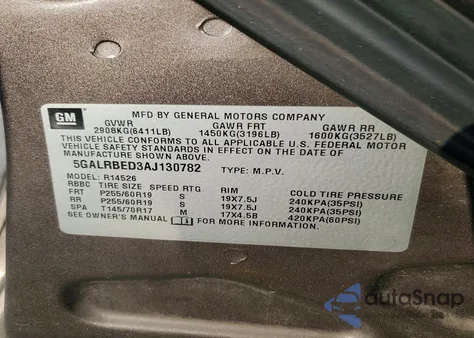 GM
MFD BY GENERAL MOTORS COMPANY
GVWR GAWR FRT GAWR RR
2908KG(6411LB) 1450KG(3196LB) 1600KG(3527LB)
THIS VEHICLE CONFORMS TO ALL APPLICABLE U.S. FEDERAL MOTOR
VEHICLE SAFETY STANDARDS IN EFFECT ON THE DATE OF
MANUFACTURE SHOWN ABOVE.
5GALRBED3AJ130782 TYPE: M.P.V.
MODEL: R14526
RBBC TIRE SIZE SPEED RTG RIM COLD TIRE PRESSURE
FRT P255/60R19 S 19X7.5J 240KPA(35PSI)
RR P255/60R19 S 19X7.5J 240KPA(35PSI)
SPA T145/70R17 M 17X4.5B 420KPA(60PSI)
SEE OWNER'S MANUAL FOR ADDITIONAL INFORMATION.
autoSnap